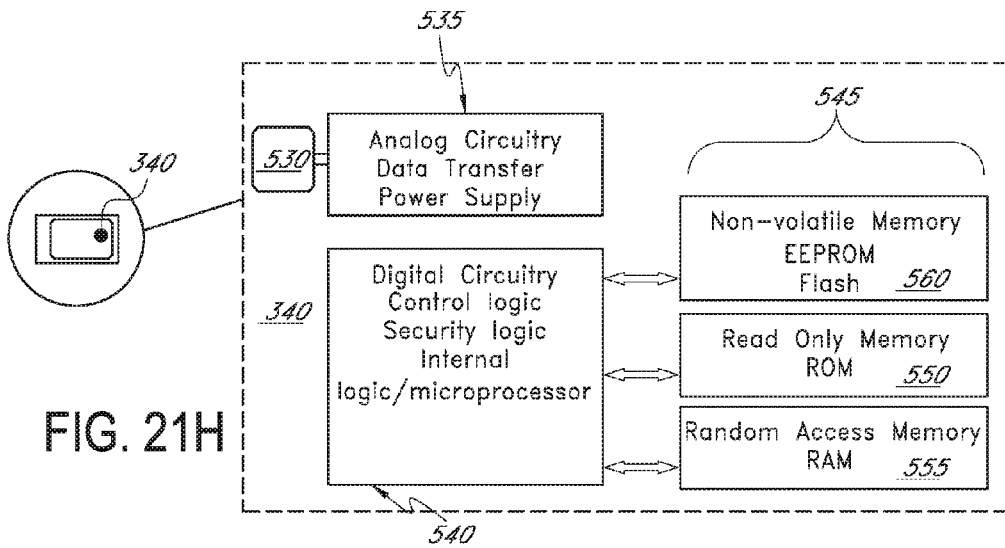 535
545
340
530
Analog Circuitry
Data Transfer
Power Supply
Non-volatile Memory
EEPROM
Flash 560
340
Digital Circuitry
Control logic
Security logic
Internal
logic/microprocessor
Read Only Memory
ROM 550
Random Access Memory
RAM 555
FIG. 21H
540